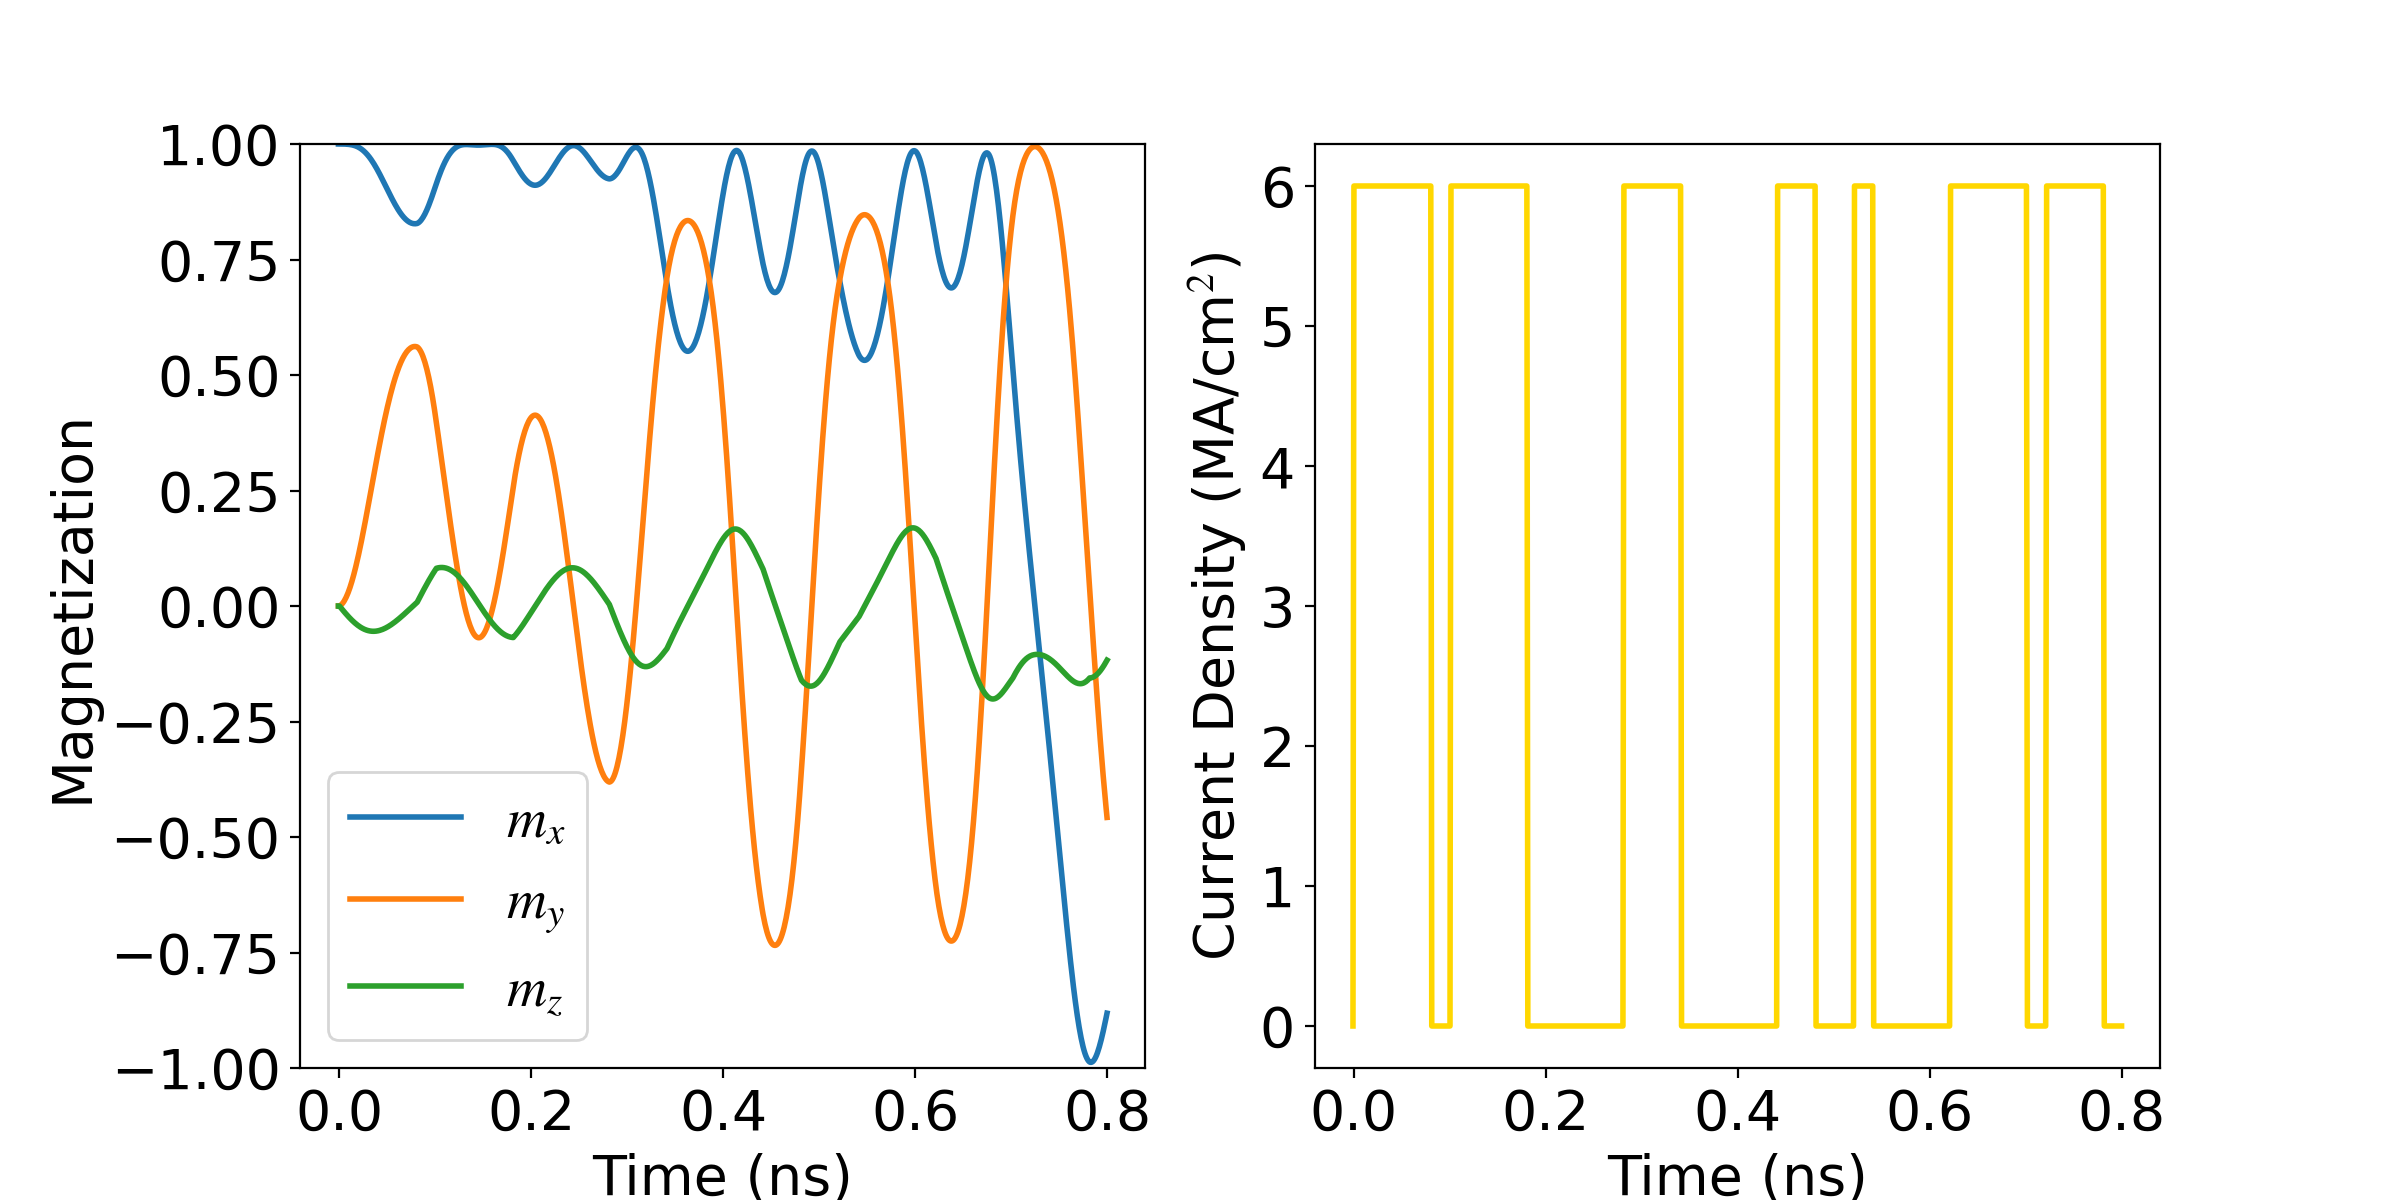 Magnetization
1.00
0.75
0.50
0.25
0.00
−0.25
−0.50
−0.75
−1.00
m_x
m_y
m_z
0.0 0.2 0.4 0.6 0.8
Time (ns)
Current Density (MA/cm²)
6
5
4
3
2
1
0
0.0 0.2 0.4 0.6 0.8
Time (ns)